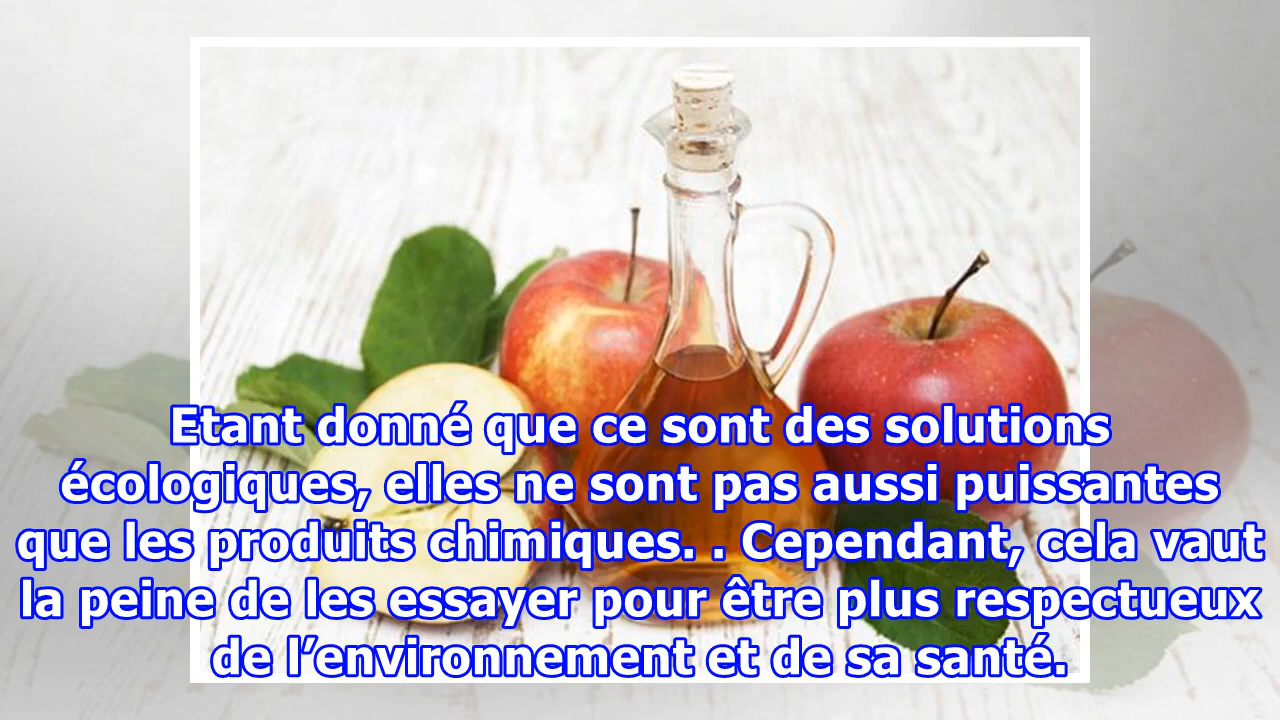 Etant donné que ce sont des solutions
écologiques, elles ne sont pas aussi puissantes
que les produits chimiques. . Cependant, cela vaut
la peine de les essayer pour être plus respectueux
de l’environnement et de sa santé.